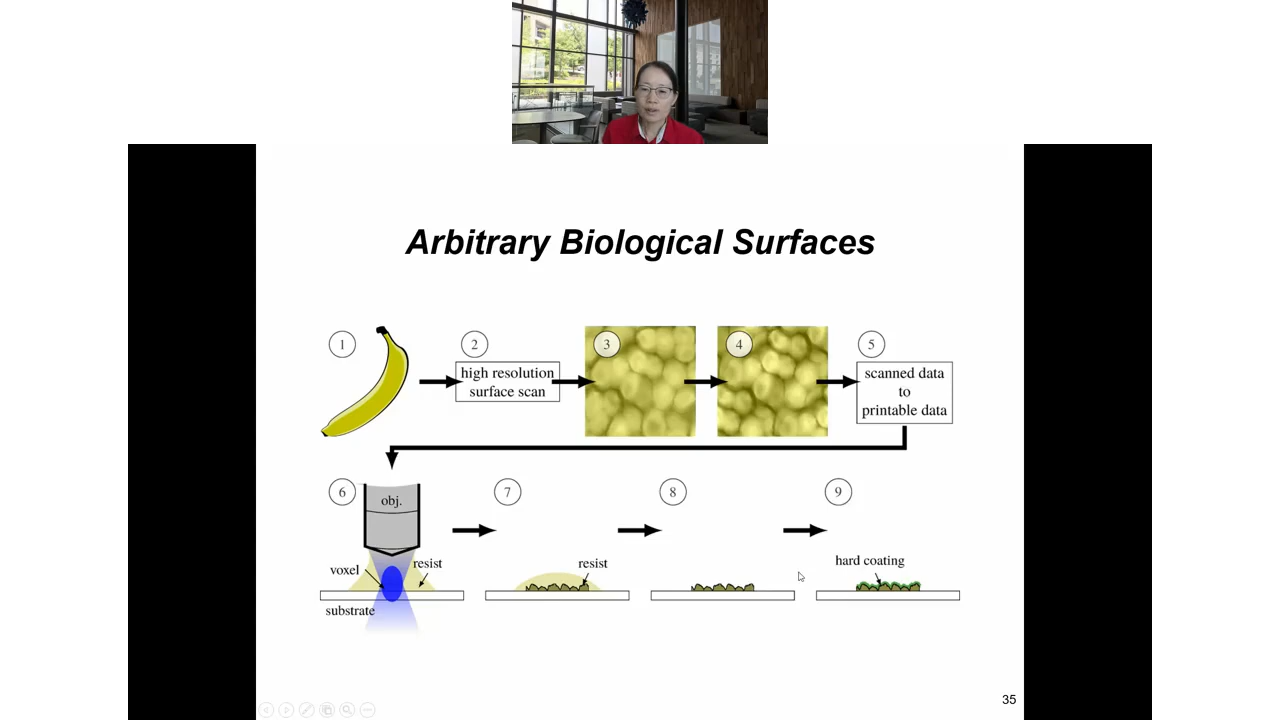 Arbitrary Biological Surfaces
1
2
3
4
5
high resolution
surface scan
scanned data
to
printable data
6
7
8
9
obj.
voxel
resist
substrate
resist
hard coating
35